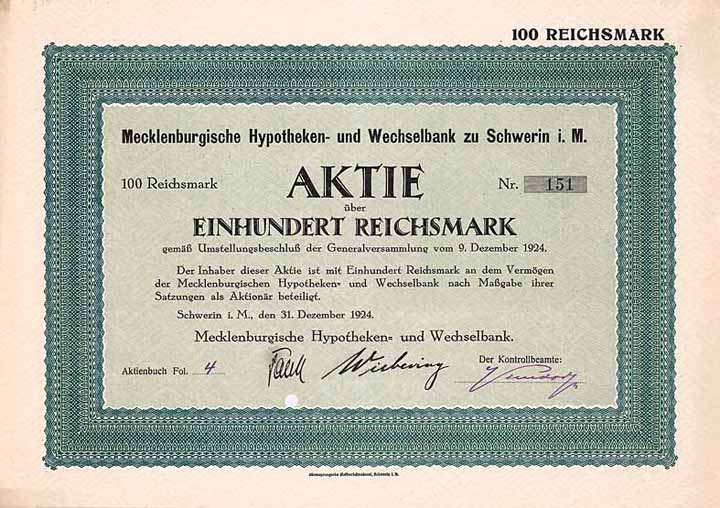 100 REICHSMARK
Mecklenburgische Hypotheken- und Wechselbank zu Schwerin i. M.
100 Reichsmark AKTIE Nr. 151
über
EINHUNDERT REICHSMARK
gemäß Umstellungsbeschluß der Generalversammlung vom 9. Dezember 1924.
Der Inhaber dieser Aktie ist mit Einhundert Reichsmark an dem Vermögen
der Mecklenburgischen Hypotheken- und Wechselbank nach Maßgabe ihrer
Satzungen als Aktionär beteiligt.
Schwerin i. M., den 31. Dezember 1924.
Mecklenburgische Hypotheken- und Wechselbank.
Aktienbuch Fol. 4 Der Kontrollbeamte:
Schwerin i. M.